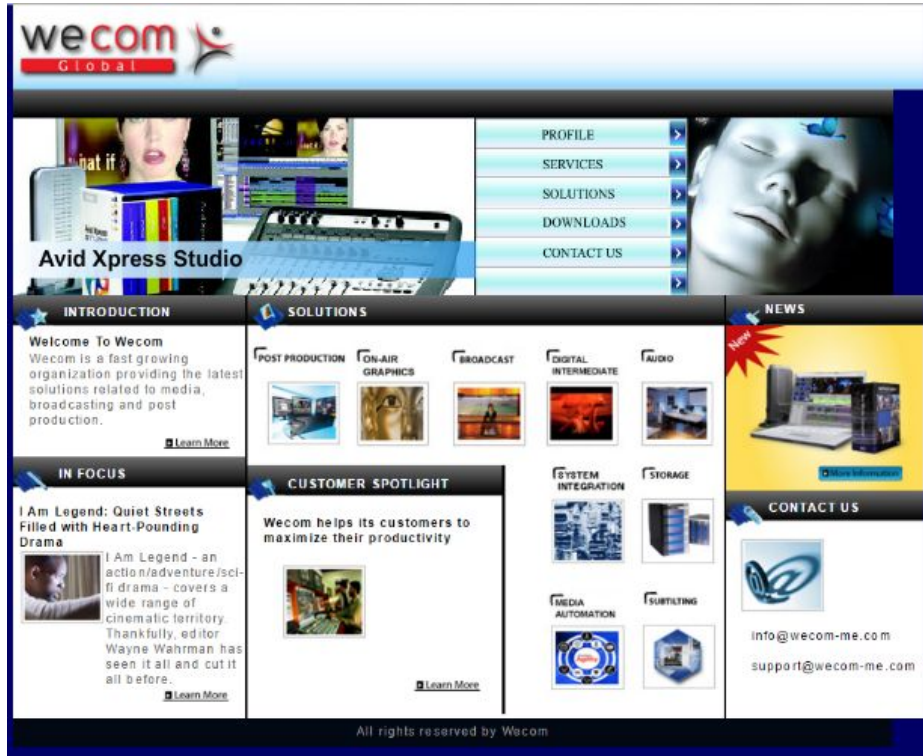 wecom
Global
nat if
PROFILE
SERVICES
SOLUTIONS
DOWNLOADS
CONTACT US
Avid Xpress Studio
INTRODUCTION
Welcome To Wecom
Wecom is a fast growing
organization providing the latest
solutions related to media,
broadcasting and post
production.
Learn More
IN FOCUS
I Am Legend: Quiet Streets
Filled with Heart-Pounding
Drama
I Am Legend - an
action/adventure/sci-
fi drama - covers a
wide range of
cinematic territory.
Thankfully, editor
Wayne Wahrman has
seen it all and cut it
all before.
Learn More
SOLUTIONS
POST PRODUCTION
ON-AIR
GRAPHICS
BROADCAST
DIGITAL
INTERMEDIATE
AUDIO
CUSTOMER SPOTLIGHT
Wecom helps its customers to
maximize their productivity
Learn More
SYSTEM
INTEGRATION
STORAGE
MEDIA
AUTOMATION
SUBTILTING
NEWS
New
More Information
CONTACT US
info@wecom-me.com
support@wecom-me.com
All rights reserved by Wecom